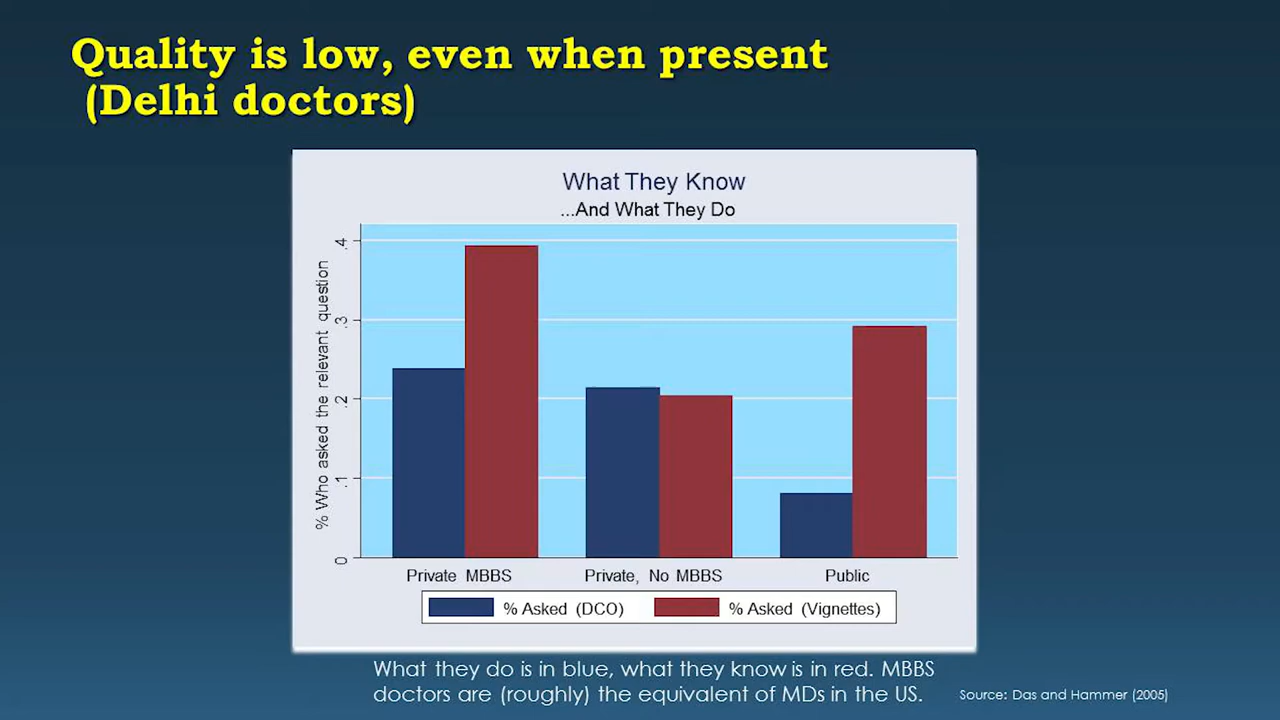 Quality is low, even when present
(Delhi doctors)
What They Know
...And What They Do
% Who asked the relevant question
.4
.3
.2
.1
0
Private MBBS
Private, No MBBS
Public
% Asked (DCO)
% Asked (Vignettes)
What they do is in blue, what they know is in red. MBBS
doctors are (roughly) the equivalent of MDs in the US.
Source: Das and Hammer (2005)